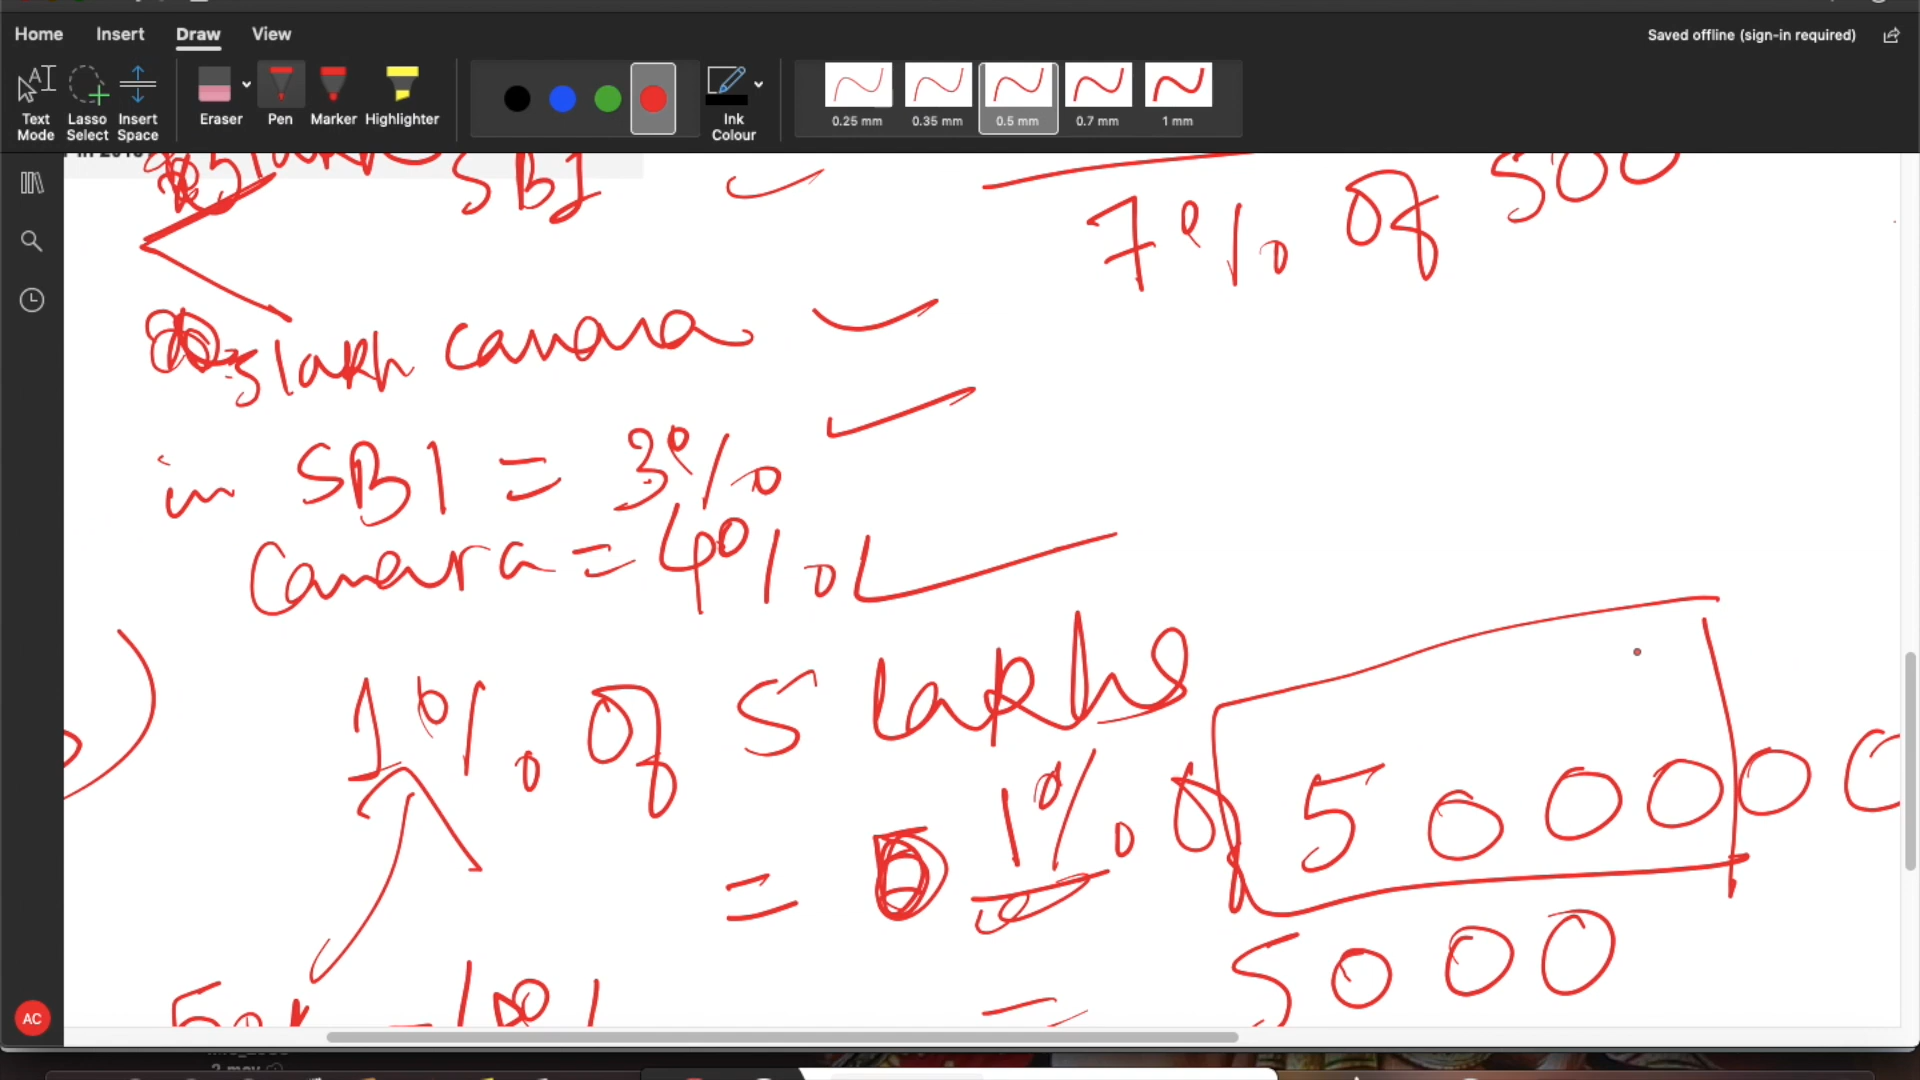 Home Insert Draw View
Saved offline (sign-in required)
Text Mode
Lasso Select
Insert Space
Eraser
Pen
Marker
Highlighter
Ink Colour
0.25 mm
0.35 mm
0.5 mm
0.7 mm
1 mm
SBI
7% of 500
5 lakh canara
in SBI = 3%
Canara = 4%
1% of 5 lakhs
= 1% of 500000
= 5000
AC